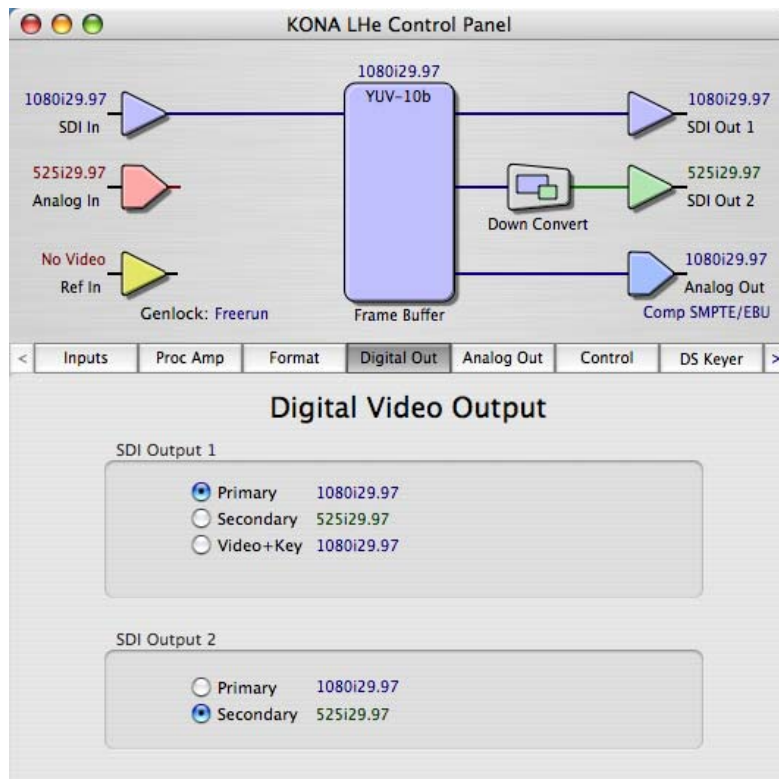 KONA LHe Control Panel
1080i29.97
YUV-10b
1080i29.97
SDI In
1080i29.97
SDI Out 1
525i29.97
Analog In
Down Convert
525i29.97
SDI Out 2
No Video
Ref In
Genlock: Freerun
Frame Buffer
1080i29.97
Analog Out
Comp SMPTE/EBU
< Inputs Proc Amp Format Digital Out Analog Out Control DS Keyer >
Digital Video Output
SDI Output 1
Primary 1080i29.97
Secondary 525i29.97
Video+Key 1080i29.97
SDI Output 2
Primary 1080i29.97
Secondary 525i29.97